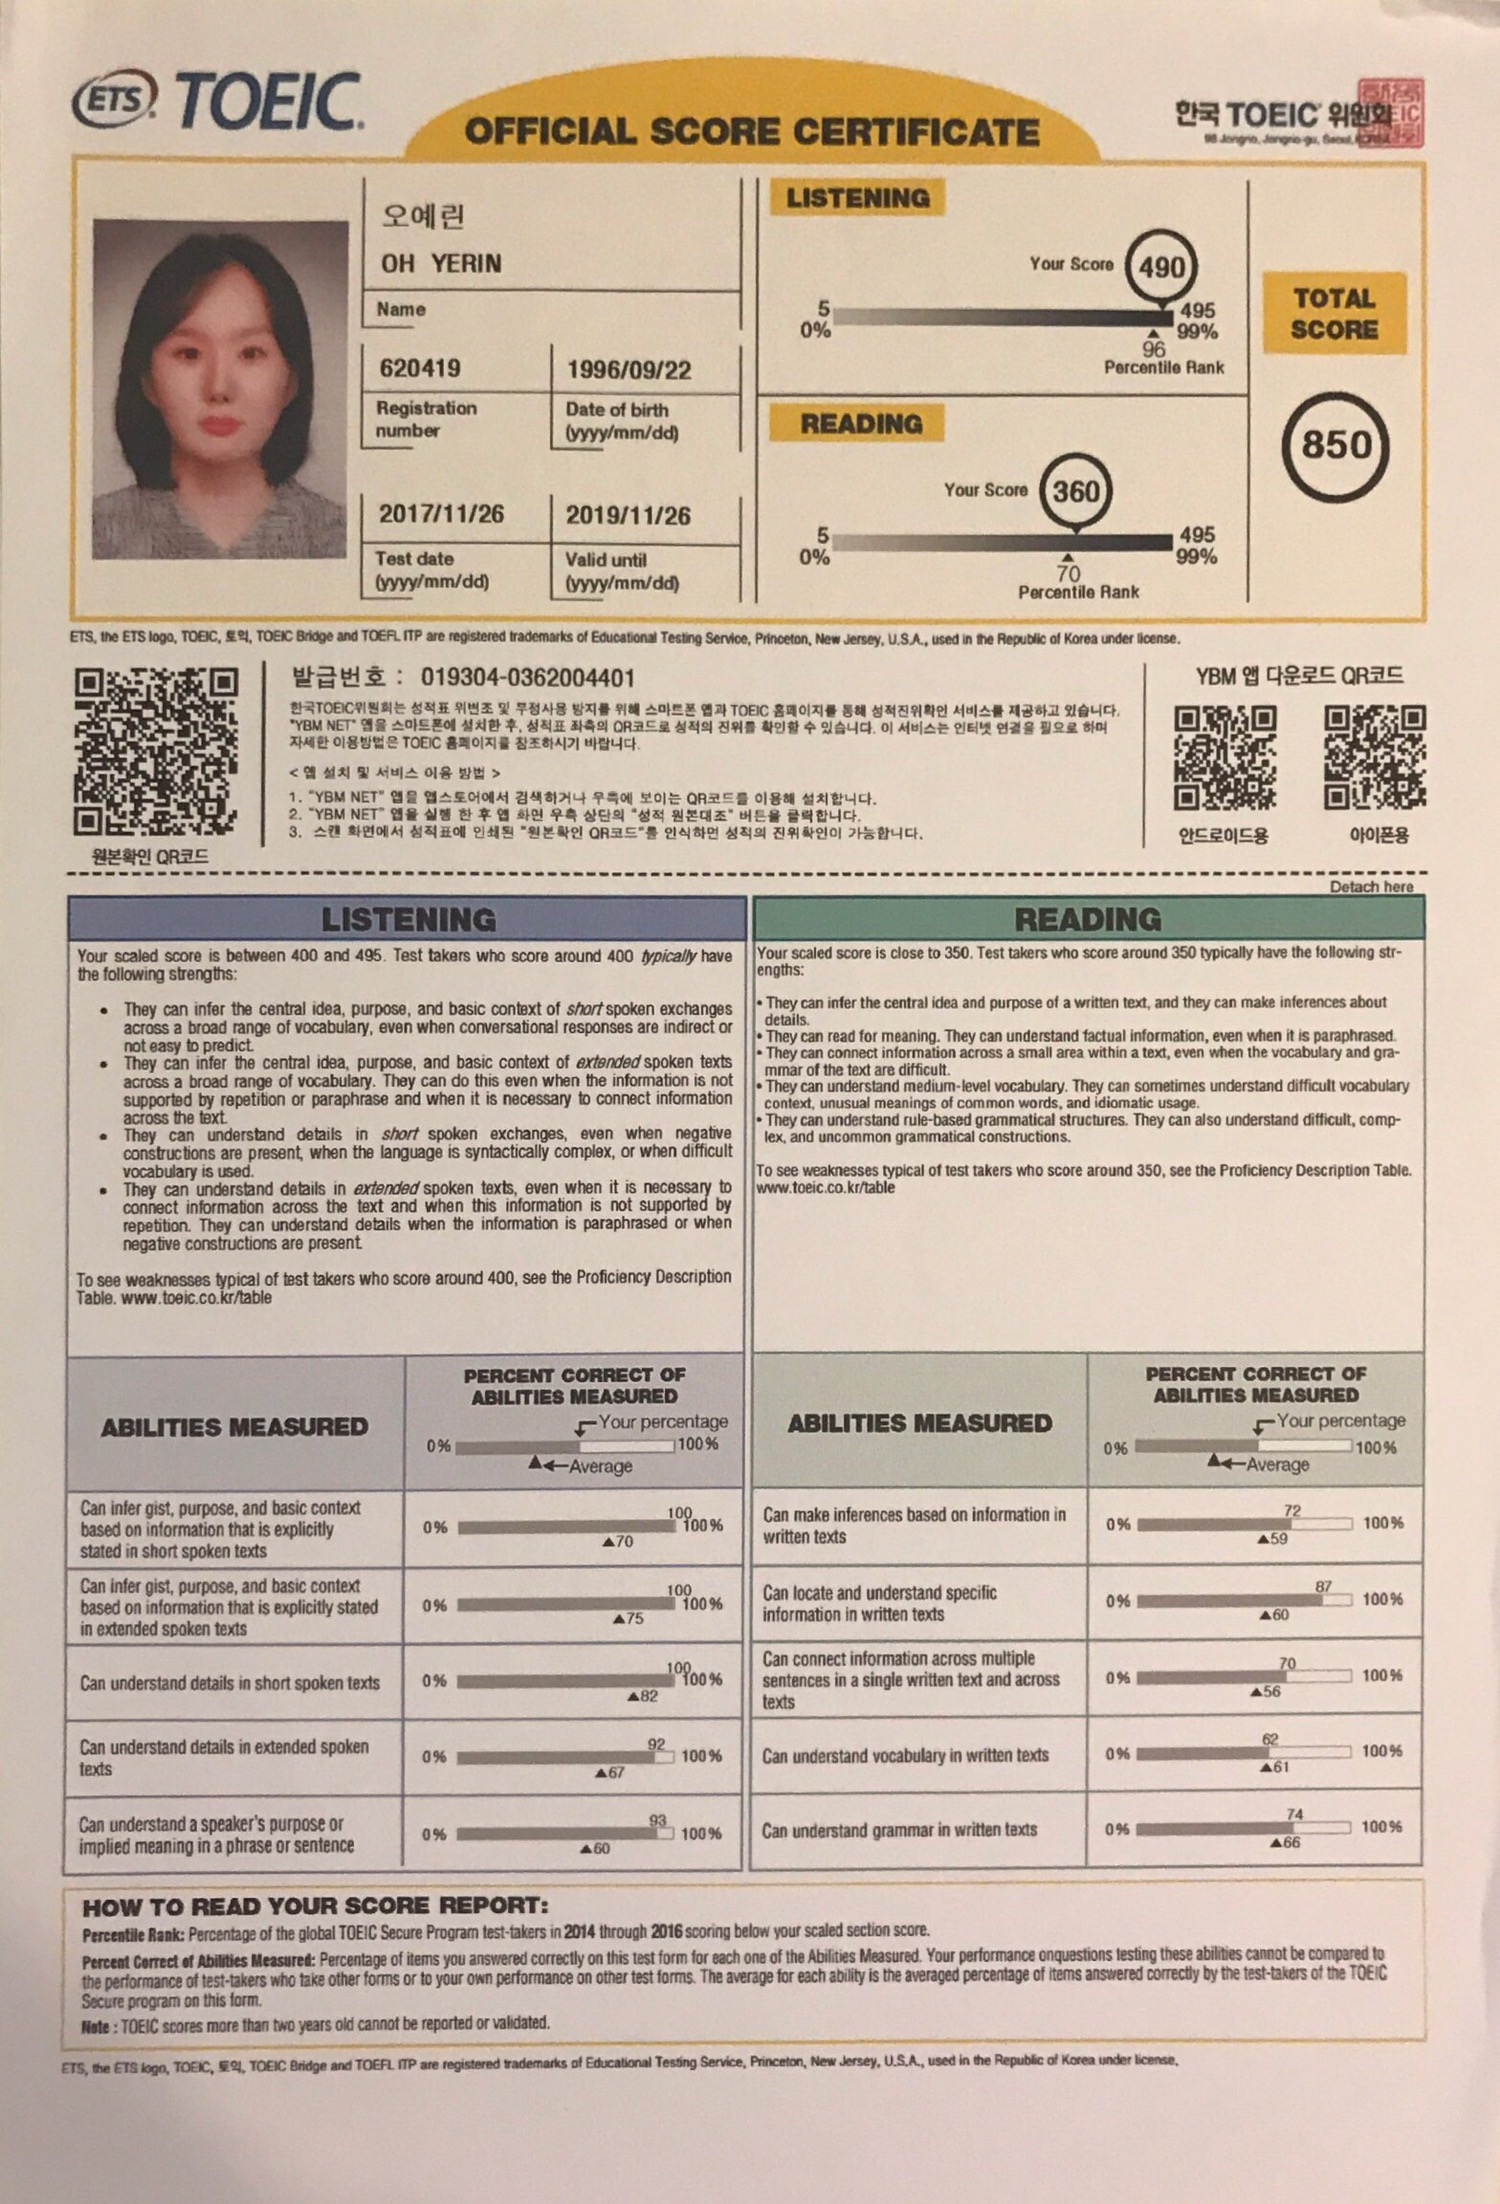 ETS TOEIC.
OFFICIAL SCORE CERTIFICATE
한국 TOEIC 위원회
98 Jongno, Jongno-gu, Seoul, KOREA
오예린
OH YERIN
Name
620419
1996/09/22
Registration
number
Date of birth
(yyyy/mm/dd)
2017/11/26
2019/11/26
Test date
(yyyy/mm/dd)
Valid until
(yyyy/mm/dd)
LISTENING
Your Score 490
5 495
0% 99%
96
Percentile Rank
READING
Your Score 360
5 495
0% 99%
70
Percentile Rank
TOTAL
SCORE
850
ETS, the ETS logo, TOEIC, 토익, TOEIC Bridge and TOEFL ITP are registered trademarks of Educational Testing Service, Princeton, New Jersey, U.S.A., used in the Republic of Korea under license.
원본확인 QR코드
발급번호 : 019304-0362004401
한국TOEIC위원회는 성적표 위변조 및 부정사용 방지를 위해 스마트폰 앱과 TOEIC 홈페이지를 통해 성적진위확인 서비스를 제공하고 있습니다.
"YBM NET" 앱을 스마트폰에 설치한 후, 성적표 좌측의 QR코드로 성적의 진위를 확인할 수 있습니다. 이 서비스는 인터넷 연결을 필요로 하며
자세한 이용방법은 TOEIC 홈페이지를 참조하시기 바랍니다.
< 앱 설치 및 서비스 이용 방법 >
1. "YBM NET" 앱을 앱스토어에서 검색하거나 우측에 보이는 QR코드를 이용해 설치합니다.
2. "YBM NET" 앱을 실행 한 후 앱 화면 우측 상단의 "성적 원본대조" 버튼을 클릭합니다.
3. 스캔 화면에서 성적표에 인쇄된 "원본확인 QR코드"를 인식하면 성적의 진위확인이 가능합니다.
YBM 앱 다운로드 QR코드
안드로이드용
아이폰용
Detach here
LISTENING
Your scaled score is between 400 and 495. Test takers who score around 400 typically have
the following strengths:
• They can infer the central idea, purpose, and basic context of short spoken exchanges
across a broad range of vocabulary, even when conversational responses are indirect or
not easy to predict.
• They can infer the central idea, purpose, and basic context of extended spoken texts
across a broad range of vocabulary. They can do this even when the information is not
supported by repetition or paraphrase and when it is necessary to connect information
across the text.
• They can understand details in short spoken exchanges, even when negative
constructions are present, when the language is syntactically complex, or when difficult
vocabulary is used.
• They can understand details in extended spoken texts, even when it is necessary to
connect information across the text and when this information is not supported by
repetition. They can understand details when the information is paraphrased or when
negative constructions are present.
To see weaknesses typical of test takers who score around 400, see the Proficiency Description
Table. www.toeic.co.kr/table
READING
Your scaled score is close to 350. Test takers who score around 350 typically have the following str-
engths:
• They can infer the central idea and purpose of a written text, and they can make inferences about
details.
• They can read for meaning. They can understand factual information, even when it is paraphrased.
• They can connect information across a small area within a text, even when the vocabulary and gra-
mmar of the text are difficult.
• They can understand medium-level vocabulary. They can sometimes understand difficult vocabulary
context, unusual meanings of common words, and idiomatic usage.
• They can understand rule-based grammatical structures. They can also understand difficult, comp-
lex, and uncommon grammatical constructions.
To see weaknesses typical of test takers who score around 350, see the Proficiency Description Table.
www.toeic.co.kr/table
ABILITIES MEASURED
PERCENT CORRECT OF
ABILITIES MEASURED
Your percentage
0% 100%
▲←Average
Can infer gist, purpose, and basic context
based on information that is explicitly
stated in short spoken texts
100
0% 100%
▲70
Can infer gist, purpose, and basic context
based on information that is explicitly stated
in extended spoken texts
100
0% 100%
▲75
Can understand details in short spoken texts
100
0% 100%
▲82
Can understand details in extended spoken
texts
92
0% 100%
▲67
Can understand a speaker's purpose or
implied meaning in a phrase or sentence
93
0% 100%
▲60
ABILITIES MEASURED
PERCENT CORRECT OF
ABILITIES MEASURED
Your percentage
0% 100%
▲←Average
Can make inferences based on information in
written texts
72
0% 100%
▲59
Can locate and understand specific
information in written texts
87
0% 100%
▲60
Can connect information across multiple
sentences in a single written text and across
texts
70
0% 100%
▲56
Can understand vocabulary in written texts
62
0% 100%
▲61
Can understand grammar in written texts
74
0% 100%
▲66
HOW TO READ YOUR SCORE REPORT:
Percentile Rank: Percentage of the global TOEIC Secure Program test-takers in 2014 through 2016 scoring below your scaled section score.
Percent Correct of Abilities Measured: Percentage of items you answered correctly on this test form for each one of the Abilities Measured. Your performance onquestions testing these abilities cannot be compared to
the performance of test-takers who take other forms or to your own performance on other test forms. The average for each ability is the averaged percentage of items answered correctly by the test-takers of the TOEIC
Secure program on this form.
Note : TOEIC scores more than two years old cannot be reported or validated.
ETS, the ETS logo, TOEIC, 토익, TOEIC Bridge and TOEFL ITP are registered trademarks of Educational Testing Service, Princeton, New Jersey, U.S.A., used in the Republic of Korea under license.